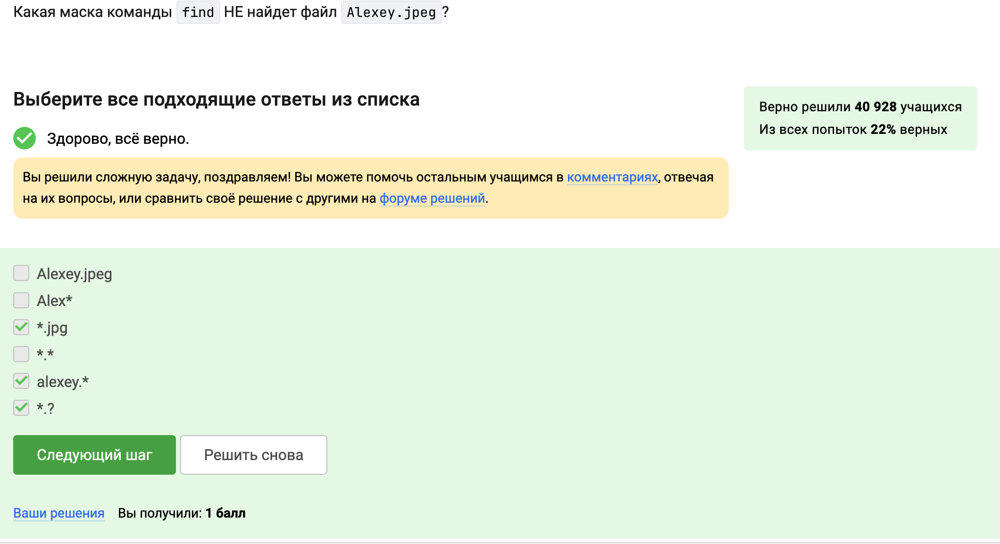 Какая маска команды find НЕ найдет файл Alexey.jpeg?
Выберите все подходящие ответы из списка
Верно решили 40 928 учащихся
Из всех попыток 22% верных
Здорово, всё верно.
Вы решили сложную задачу, поздравляем! Вы можете помочь остальным учащимся в комментариях, отвечая
на их вопросы, или сравнить своё решение с другими на форуме решений.
Alexey.jpeg
Alex*
*.jpg
*.*
alexey.*
*.?
Следующий шаг
Решить снова
Ваши решения Вы получили: 1 балл